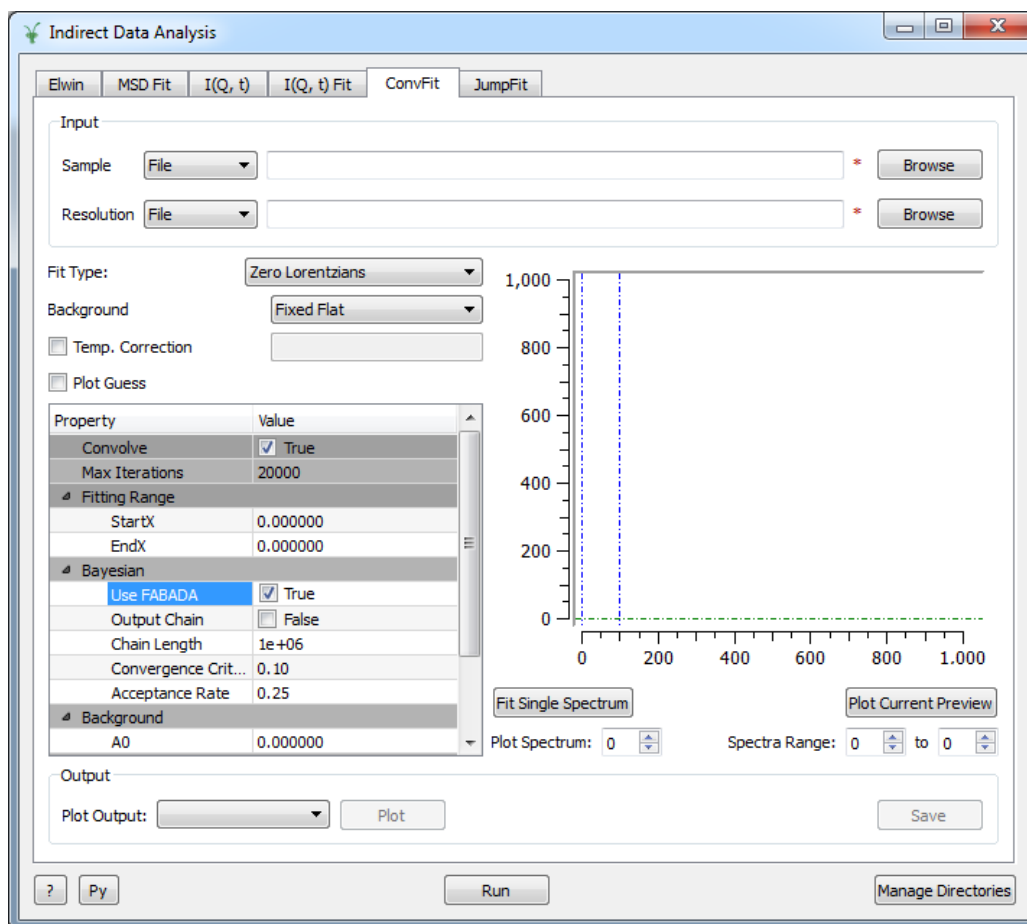 Indirect Data Analysis
Elwin MSD Fit I(Q, t) I(Q, t) Fit ConvFit JumpFit
Input
Sample File * Browse
Resolution File * Browse
Fit Type: Zero Lorentzians
Background Fixed Flat
Temp. Correction
Plot Guess
Property Value
Convolve True
Max Iterations 20000
Fitting Range
StartX 0.000000
EndX 0.000000
Bayesian
Use FABADA True
Output Chain False
Chain Length 1e+06
Convergence Crit... 0.10
Acceptance Rate 0.25
Background
A0 0.000000
1,000
800
600
400
200
0
0 200 400 600 800 1.000
Fit Single Spectrum Plot Current Preview
Plot Spectrum: 0 Spectra Range: 0 to 0
Output
Plot Output: Plot Save
? Py Run Manage Directories